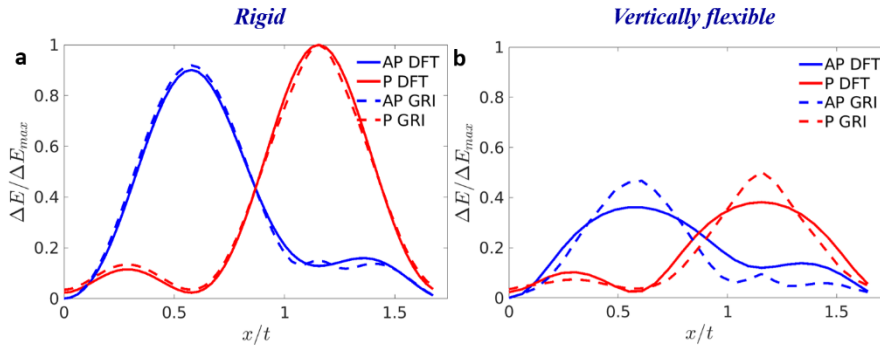 Rigid
Vertically flexible
a
AP DFT
P DFT
AP GRI
P GRI
ΔE/ΔE_max
1
0.8
0.6
0.4
0.2
0
0 0.5 1 1.5
x/t
b
AP DFT
P DFT
AP GRI
P GRI
ΔE/ΔE_max
1
0.8
0.6
0.4
0.2
0
0 0.5 1 1.5
x/t